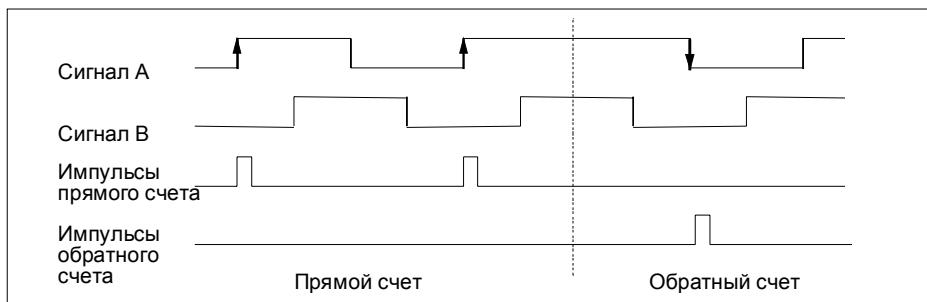 Сигнал A
Сигнал B
Импульсы
прямого счета
Импульсы
обратного
счета
Прямой счет
Обратный счет